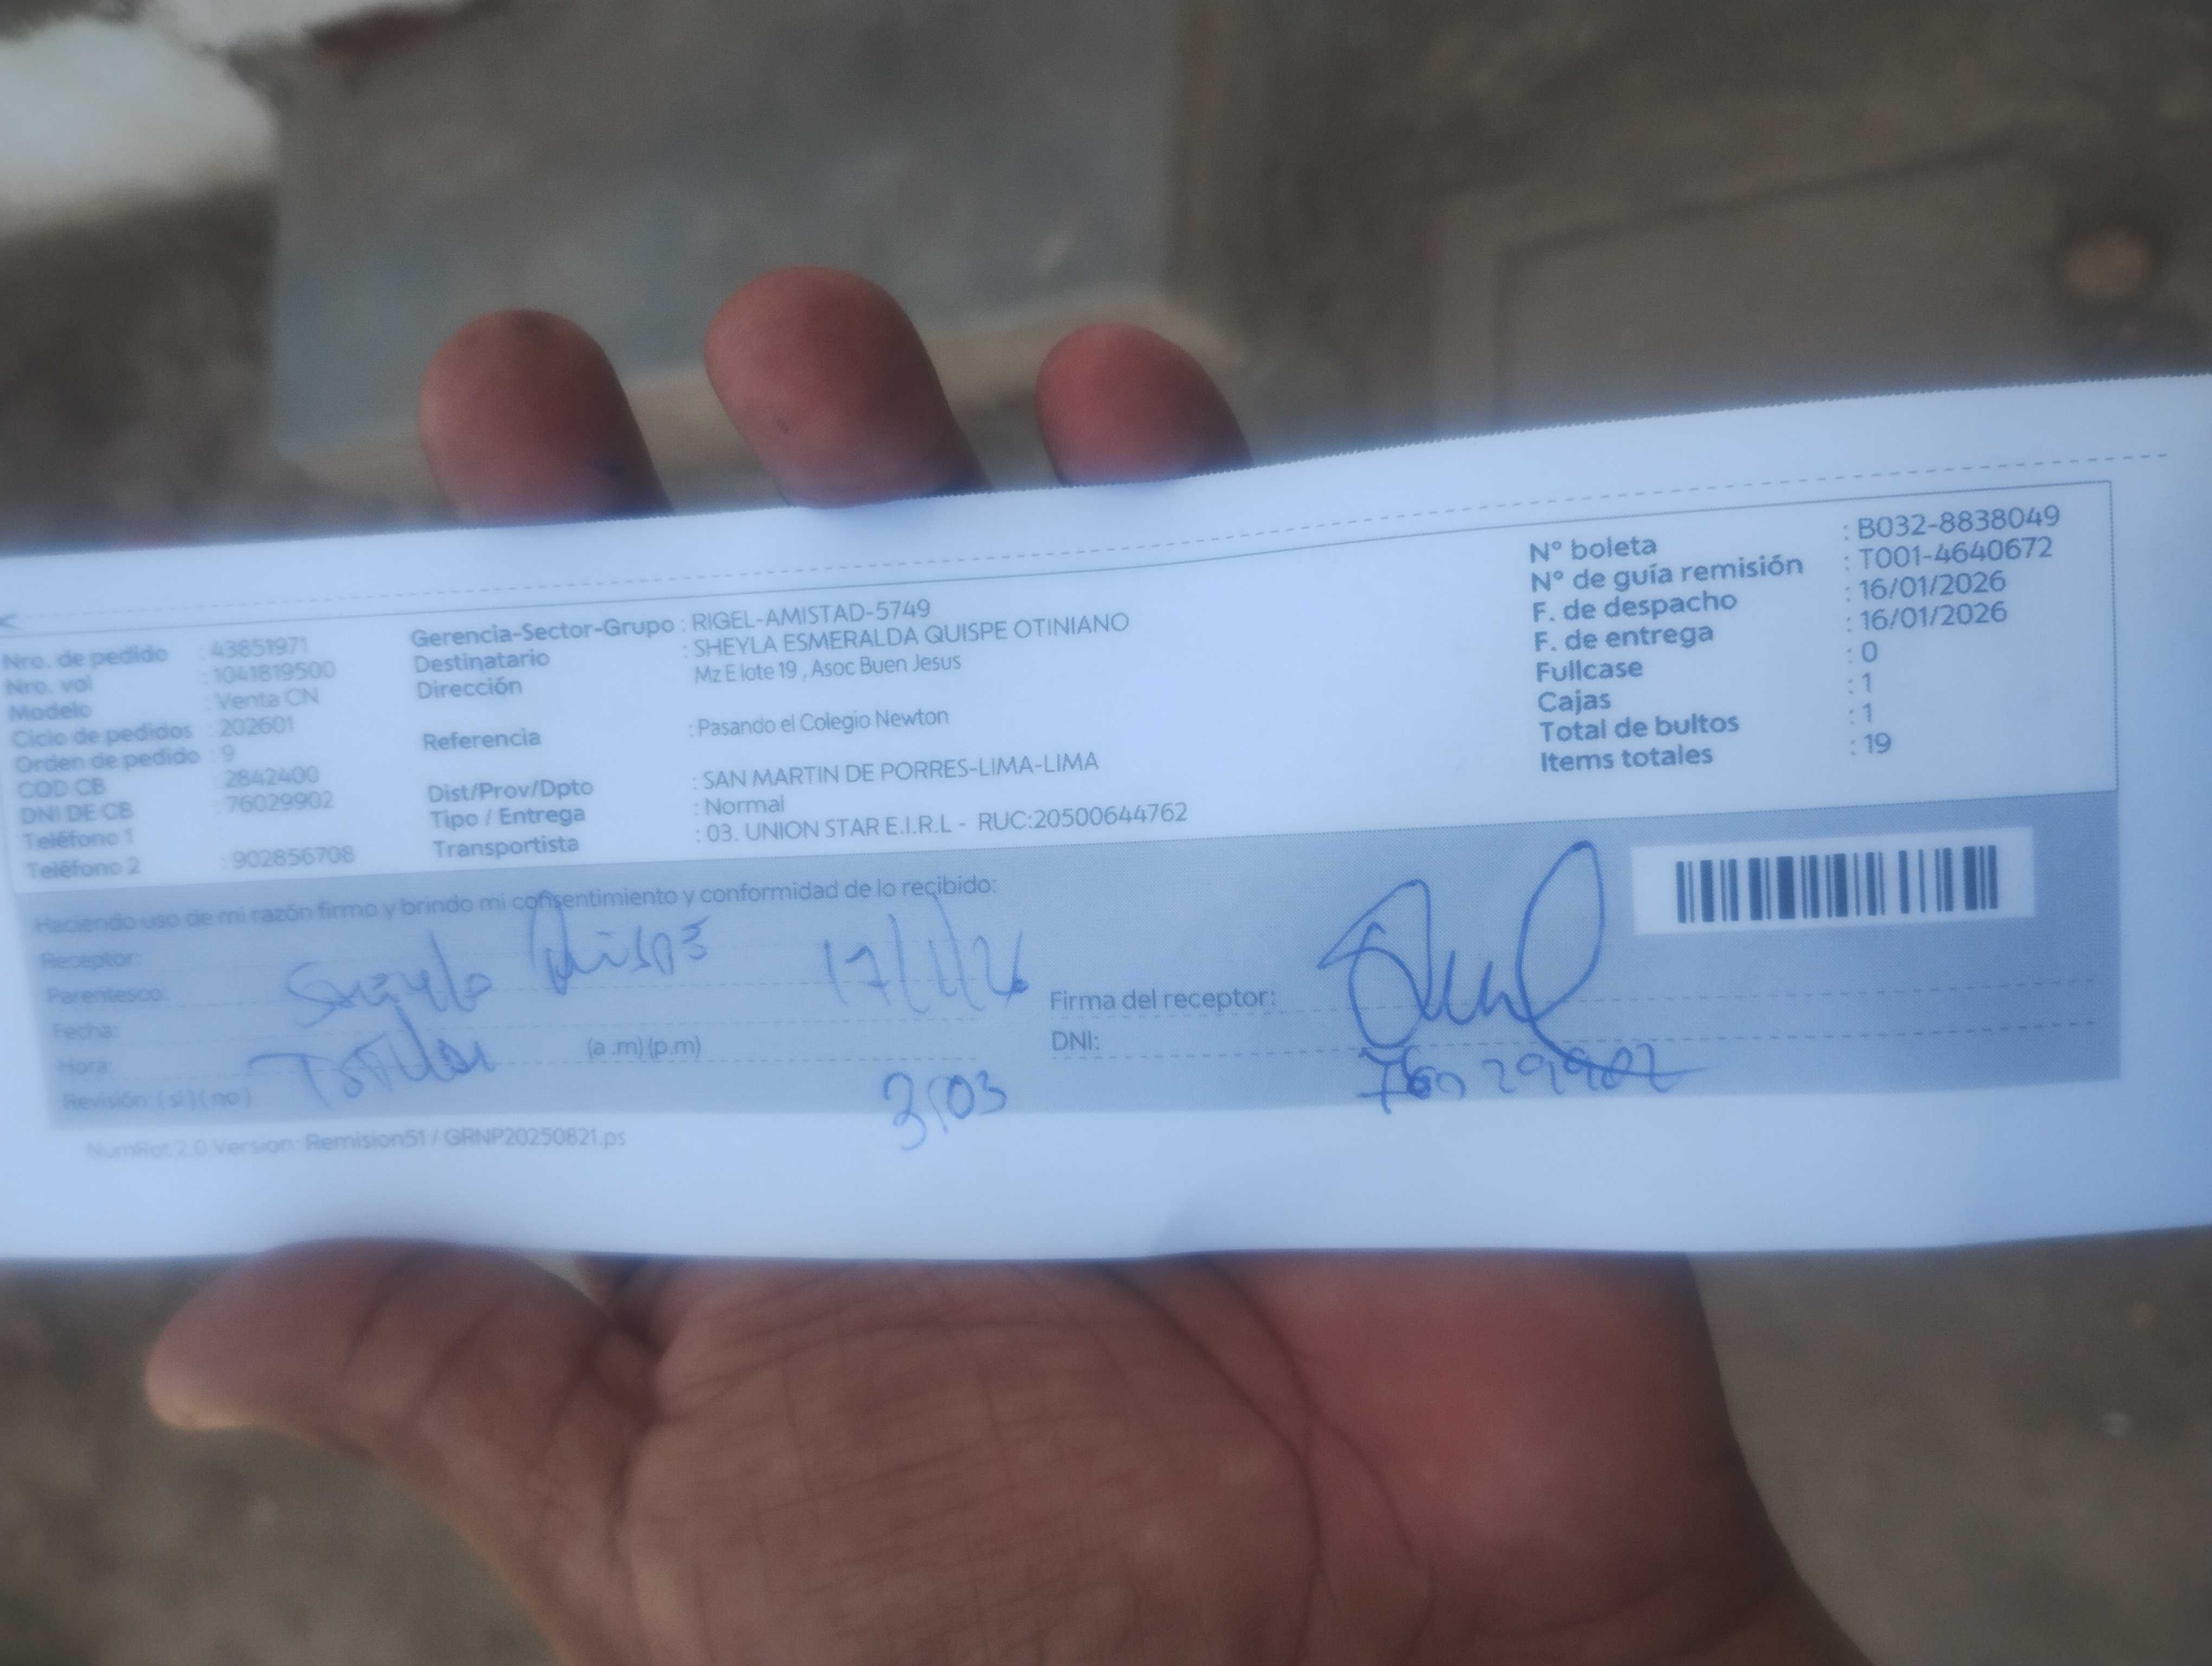 Nro. de pedido : 43851971
Nro. vol : 1041819500
Modelo : Venta CN
Ciclo de pedidos : 202601
Orden de pedido : 9
COD CB : 2842400
DNI DE CB : 76029902
Teléfono 1
Teléfono 2 : 902856708
Gerencia-Sector-Grupo : RIGEL-AMISTAD-5749
Destinatario : SHEYLA ESMERALDA QUISPE OTINIANO
Dirección Mz E lote 19 , Asoc Buen Jesus
Referencia : Pasando el Colegio Newton
Dist/Prov/Dpto : SAN MARTIN DE PORRES-LIMA-LIMA
Tipo / Entrega : Normal
Transportista : 03. UNION STAR E.I.R.L - RUC:20500644762
N° boleta : B032-8838049
N° de guía remisión : T001-4640672
F. de despacho : 16/01/2026
F. de entrega : 16/01/2026
Fullcase : 0
Cajas : 1
Total de bultos : 1
Items totales : 19
Haciendo uso de mi razón firmo y brindo mi consentimiento y conformidad de lo recibido:
Receptor:
Parentesco: 17/1/26
Fecha:
Hora: (a .m) (p.m)
Revisión: ( si ) ( no ) 3:03
Firma del receptor:
DNI: 76029902
NumRot 2.0 Version: Remision51 / GRNP20250821.ps